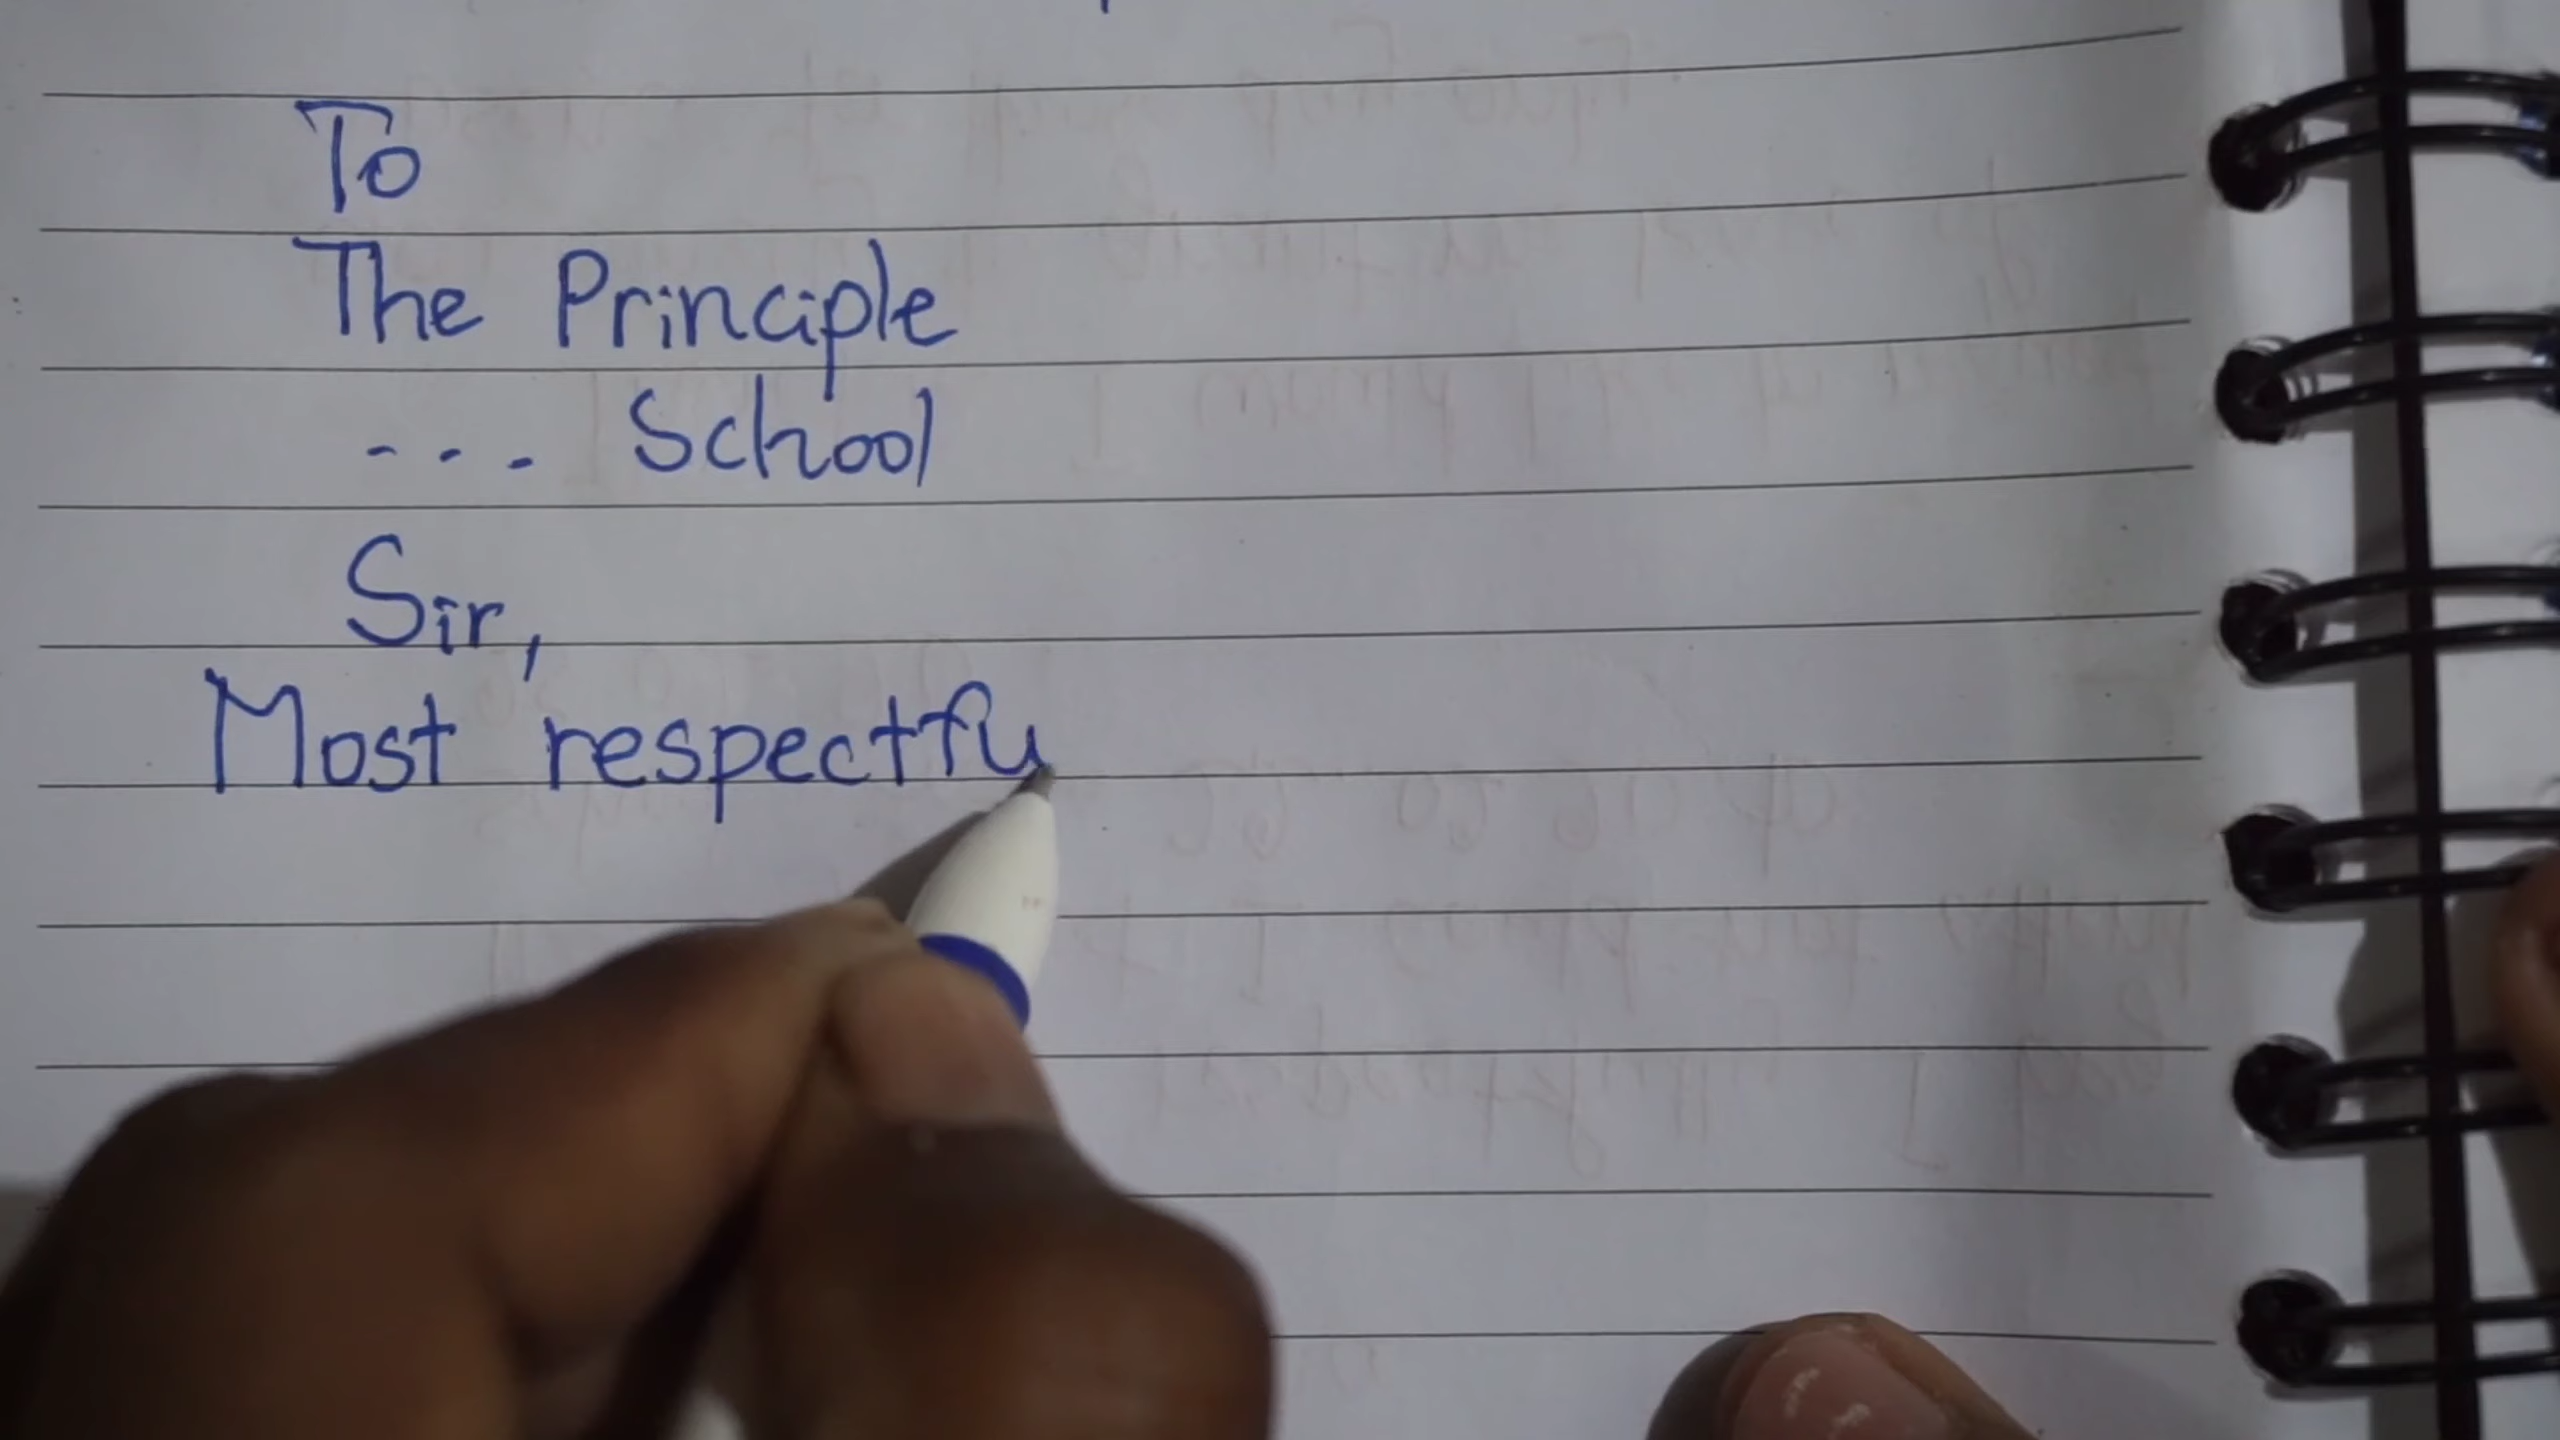 To
The Principle
... School
Sir,
Most respectfu